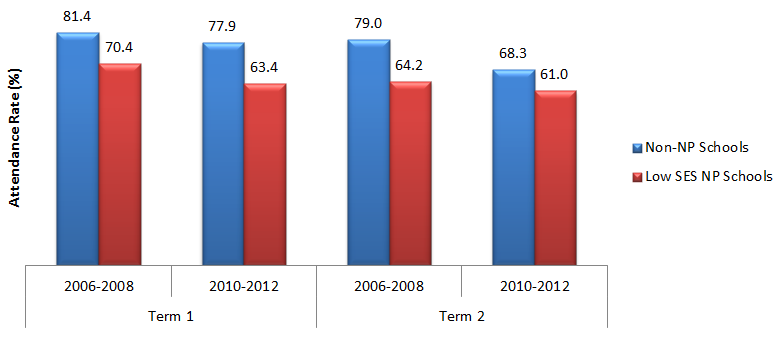 81.4
70.4
77.9
63.4
79.0
64.2
68.3
61.0
Attendance Rate (%)
Non-NP Schools
Low SES NP Schools
2006-2008
2010-2012
2006-2008
2010-2012
Term 1
Term 2